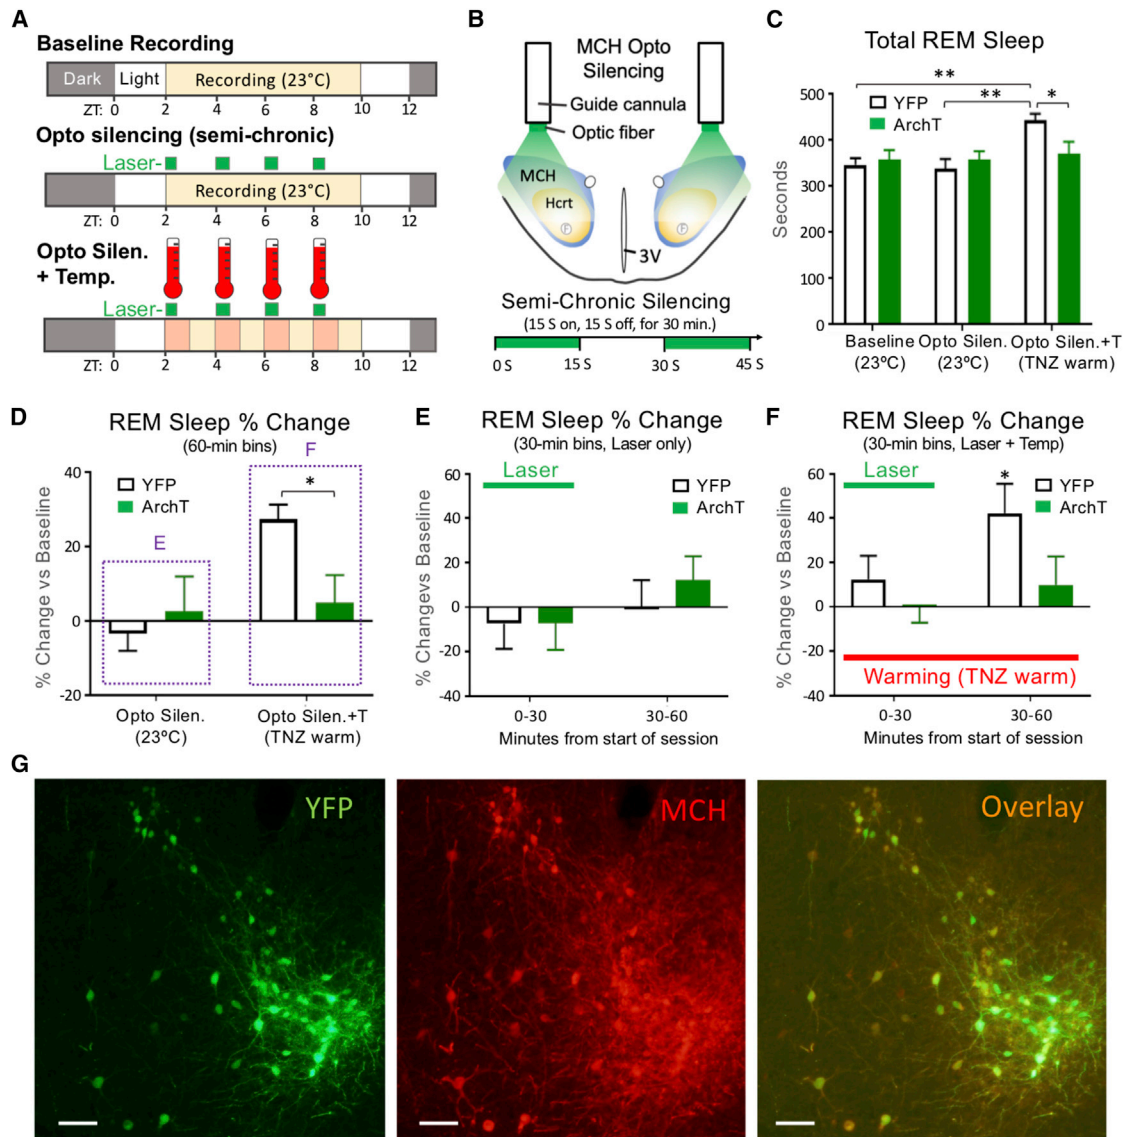 A
Baseline Recording
Dark
Light
Recording (23°C)
ZT: 0 2 4 6 8 10 12
Opto silencing (semi-chronic)
Laser-
Recording (23°C)
ZT: 0 2 4 6 8 10 12
Opto Silen.
+ Temp.
Laser-
ZT: 0 2 4 6 8 10 12
B
MCH Opto
Silencing
Guide cannula
Optic fiber
MCH
Hcrt
F
F
3V
Semi-Chronic Silencing
(15 S on, 15 S off, for 30 min.)
0 S 15 S 30 S 45 S
C
Total REM Sleep
**
** *
YFP
ArchT
Seconds
500
400
300
200
100
0
Baseline Opto Silen. Opto Silen.+T
(23ºC) (23ºC) (TNZ warm)
D
REM Sleep % Change
(60-min bins)
F
YFP
ArchT
*
E
% Change vs Baseline
40
20
0
-20
Opto Silen. Opto Silen.+T
(23ºC) (TNZ warm)
E
REM Sleep % Change
(30-min bins, Laser only)
Laser
YFP
ArchT
% Changevs Baseline
60
40
20
0
-20
-40
0-30 30-60
Minutes from start of session
F
REM Sleep % Change
(30-min bins, Laser + Temp)
Laser
*
YFP
ArchT
% Change vs Baseline
60
40
20
0
-20
-40
Warming (TNZ warm)
0-30 30-60
Minutes from start of session
G
YFP
MCH
Overlay